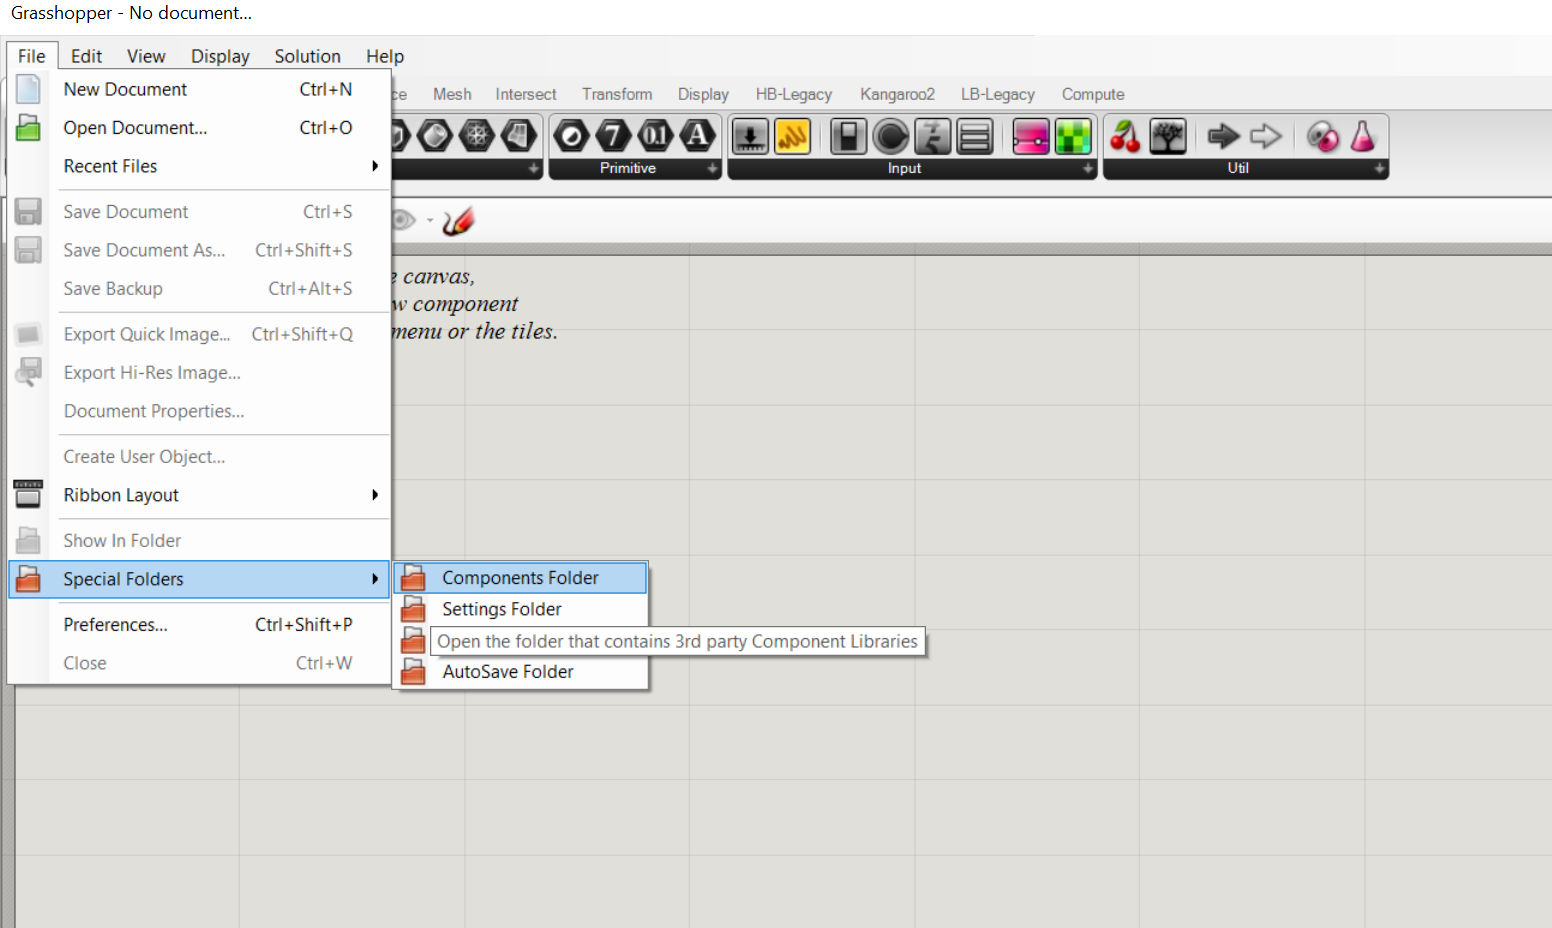 Grasshopper - No document...
File Edit View Display Solution Help
ce Mesh Intersect Transform Display HB-Legacy Kangaroo2 LB-Legacy Compute
New Document Ctrl+N
Open Document... Ctrl+O
Recent Files
7 0.1 A
Primitive Input Util
Save Document Ctrl+S
Save Document As... Ctrl+Shift+S
Save Backup Ctrl+Alt+S
e canvas,
w component
menu or the tiles.
Export Quick Image... Ctrl+Shift+Q
Export Hi-Res Image...
Document Properties...
Create User Object...
Ribbon Layout
Show In Folder
Special Folders
Preferences... Ctrl+Shift+P
Close Ctrl+W
Components Folder
Settings Folder
Open the folder that contains 3rd party Component Libraries
AutoSave Folder